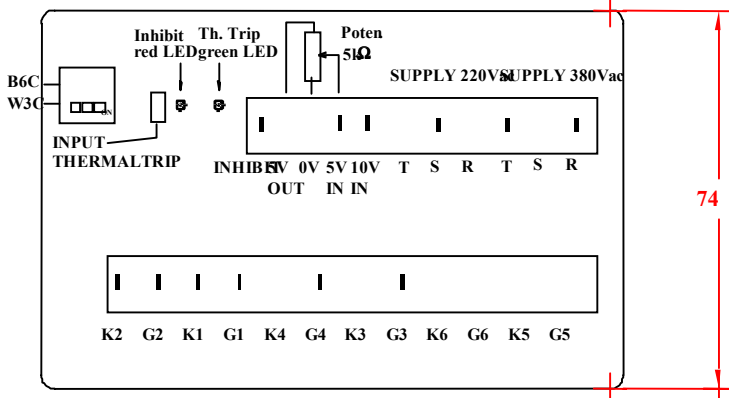 Inhibit Th. Trip Poten
red LED green LED 5kΩ
SUPPLY 220Vac SUPPLY 380Vac
B6C
W3C
ON
INPUT
THERMALTRIP
INHIBIT 5V 0V 5V 10V T S R T S R
OUT IN IN
74
K2 G2 K1 G1 K4 G4 K3 G3 K6 G6 K5 G5